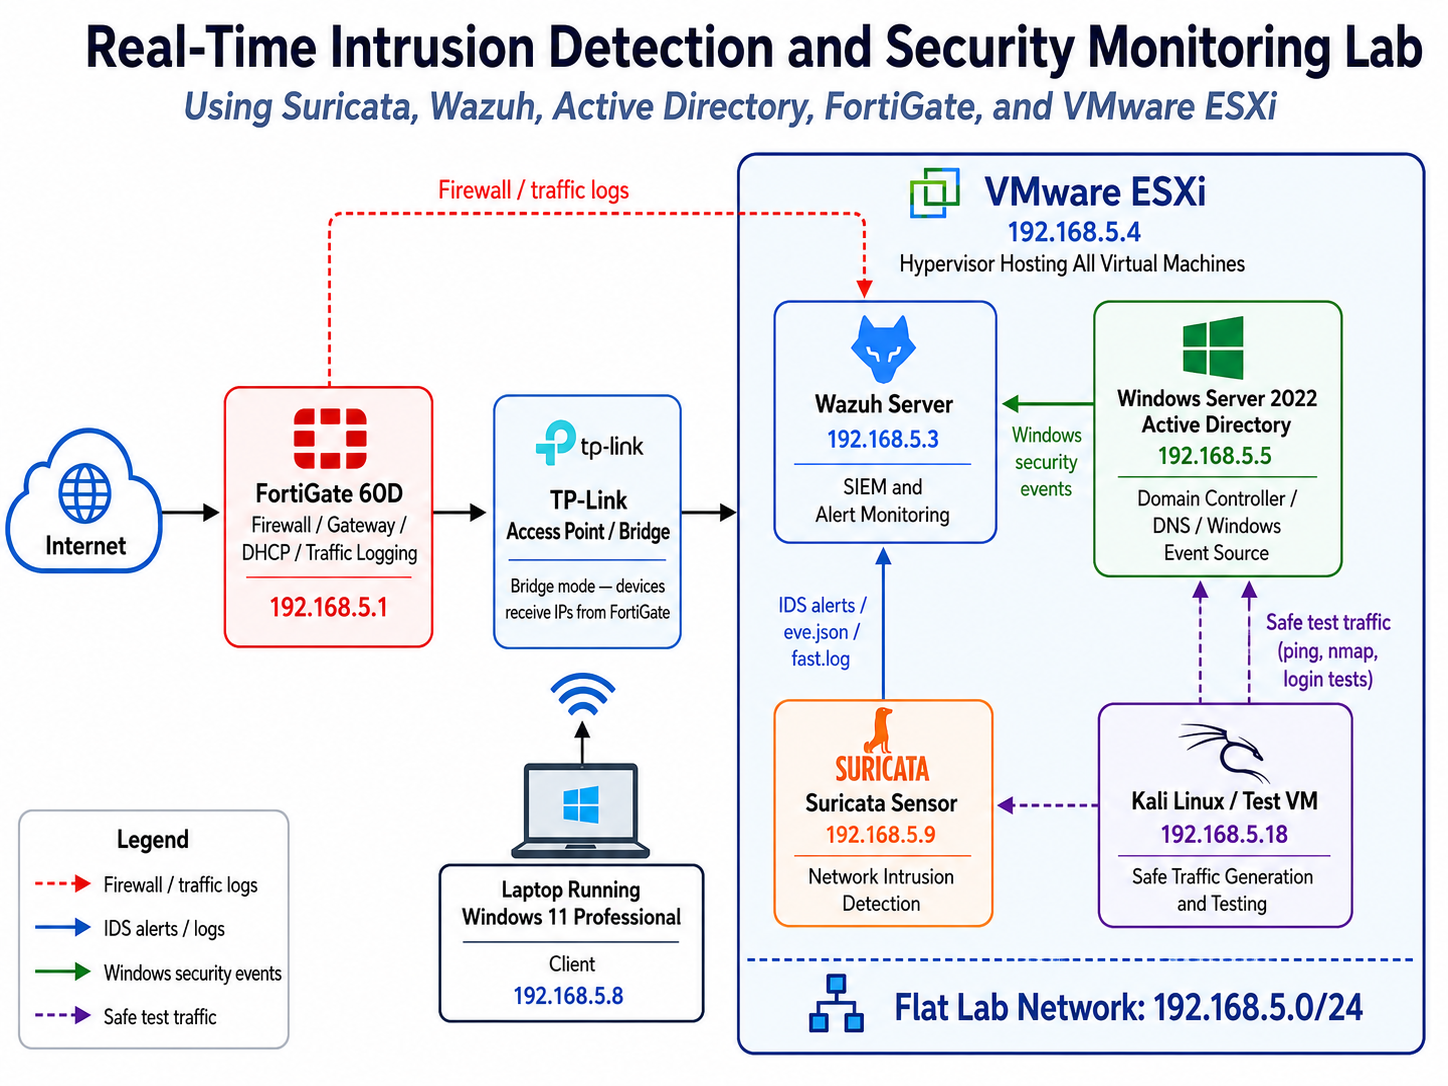 Real-Time Intrusion Detection and Security Monitoring Lab
Using Suricata, Wazuh, Active Directory, FortiGate, and VMware ESXi
Firewall / traffic logs
VMware ESXi
192.168.5.4
Hypervisor Hosting All Virtual Machines
Internet
FortiGate 60D
Firewall / Gateway /
DHCP / Traffic Logging
192.168.5.1
tp-link
TP-Link
Access Point / Bridge
Bridge mode — devices
receive IPs from FortiGate
Wazuh Server
192.168.5.3
SIEM and
Alert Monitoring
Windows
security
events
Windows Server 2022
Active Directory
192.168.5.5
Domain Controller /
DNS / Windows
Event Source
IDS alerts /
eve.json /
fast.log
Safe test traffic
(ping, nmap,
login tests)
SURICATA
Suricata Sensor
192.168.5.9
Network Intrusion
Detection
Kali Linux / Test VM
192.168.5.18
Safe Traffic Generation
and Testing
Laptop Running
Windows 11 Professional
Client
192.168.5.8
Legend
Firewall / traffic logs
IDS alerts / logs
Windows security events
Safe test traffic
Flat Lab Network: 192.168.5.0/24